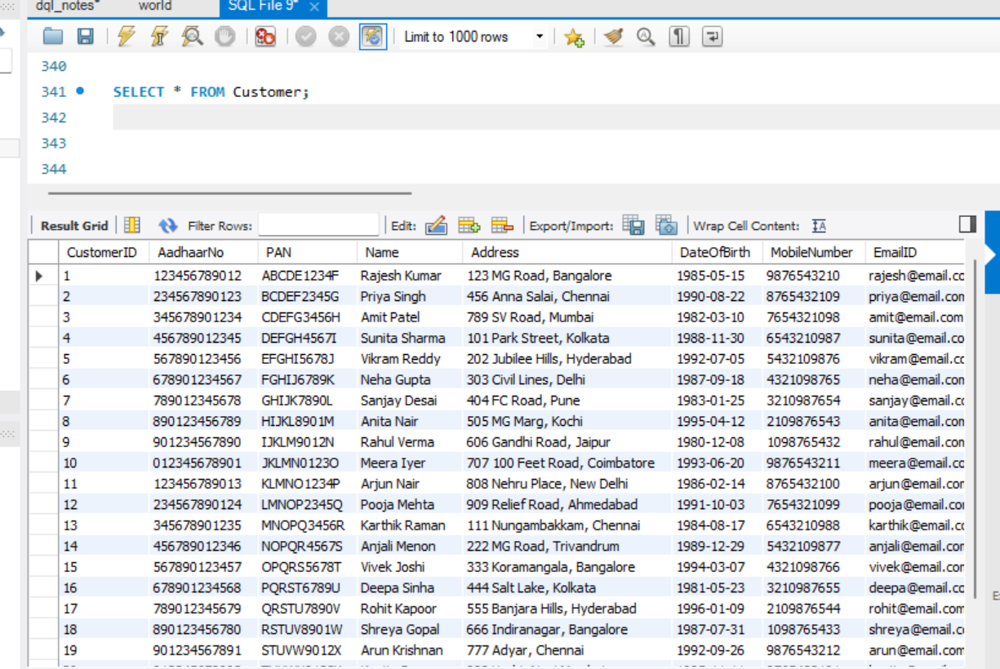 dql_notes* world SQL File 9*
Limit to 1000 rows
340
341 SELECT * FROM Customer;
342
343
344
Result Grid Filter Rows: Edit: Export/Import: Wrap Cell Content:
CustomerID AadhaarNo PAN Name Address DateOfBirth MobileNumber EmailID
1 123456789012 ABCDE1234F Rajesh Kumar 123 MG Road, Bangalore 1985-05-15 9876543210 rajesh@email.co
2 234567890123 BCDEF2345G Priya Singh 456 Anna Salai, Chennai 1990-08-22 8765432109 priya@email.com
3 345678901234 CDEFG3456H Amit Patel 789 SV Road, Mumbai 1982-03-10 7654321098 amit@email.com
4 456789012345 DEFGH4567I Sunita Sharma 101 Park Street, Kolkata 1988-11-30 6543210987 sunita@email.co
5 567890123456 EFGHI5678J Vikram Reddy 202 Jubilee Hills, Hyderabad 1992-07-05 5432109876 vikram@email.co
6 678901234567 FGHIJ6789K Neha Gupta 303 Civil Lines, Delhi 1987-09-18 4321098765 neha@email.com
7 789012345678 GHIJK7890L Sanjay Desai 404 FC Road, Pune 1983-01-25 3210987654 sanjay@email.co
8 890123456789 HIJKL8901M Anita Nair 505 MG Marg, Kochi 1995-04-12 2109876543 anita@email.com
9 901234567890 IJKLM9012N Rahul Verma 606 Gandhi Road, Jaipur 1980-12-08 1098765432 rahul@email.com
10 012345678901 JKLMN0123O Meera Iyer 707 100 Feet Road, Coimbatore 1993-06-20 9876543211 meera@email.co
11 123456789013 KLMNO1234P Arjun Nair 808 Nehru Place, New Delhi 1986-02-14 8765432100 arjun@email.com
12 234567890124 LMNOP2345Q Pooja Mehta 909 Relief Road, Ahmedabad 1991-10-03 7654321099 pooja@email.co
13 345678901235 MNOPQ3456R Karthik Raman 111 Nungambakkam, Chennai 1984-08-17 6543210988 karthik@email.c
14 456789012346 NOPQR4567S Anjali Menon 222 MG Road, Trivandrum 1989-12-29 5432109877 anjali@email.com
15 567890123457 OPQRS5678T Vivek Joshi 333 Koramangala, Bangalore 1994-03-07 4321098766 vivek@email.com
16 678901234568 PQRST6789U Deepa Sinha 444 Salt Lake, Kolkata 1981-05-23 3210987655 deepa@email.co
17 789012345679 QRSTU7890V Rohit Kapoor 555 Banjara Hills, Hyderabad 1996-01-09 2109876544 rohit@email.com
18 890123456780 RSTUV8901W Shreya Gopal 666 Indiranagar, Bangalore 1987-07-31 1098765433 shreya@email.c
19 901234567891 STUVW9012X Arun Krishnan 777 Adyar, Chennai 1992-09-26 9876543212 arun@email.com